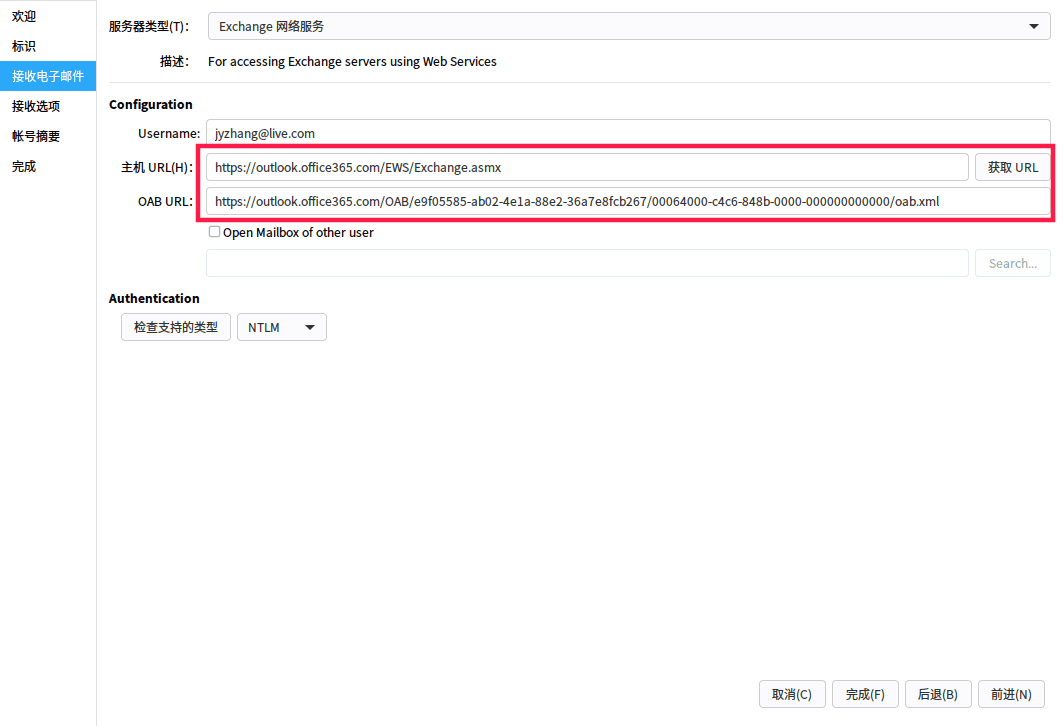 欢迎
标识
接收电子邮件
接收选项
帐号摘要
完成
服务器类型(T)： Exchange 网络服务
描述： For accessing Exchange servers using Web Services
Configuration
Username: jyzhang@live.com
主机 URL(H)： https://outlook.office365.com/EWS/Exchange.asmx 获取 URL
OAB URL： https://outlook.office365.com/OAB/e9f05585-ab02-4e1a-88e2-36a7e8fcb267/00064000-c4c6-848b-0000-000000000000/oab.xml
Open Mailbox of other user
Search...
Authentication
检查支持的类型 NTLM
取消(C) 完成(F) 后退(B) 前进(N)